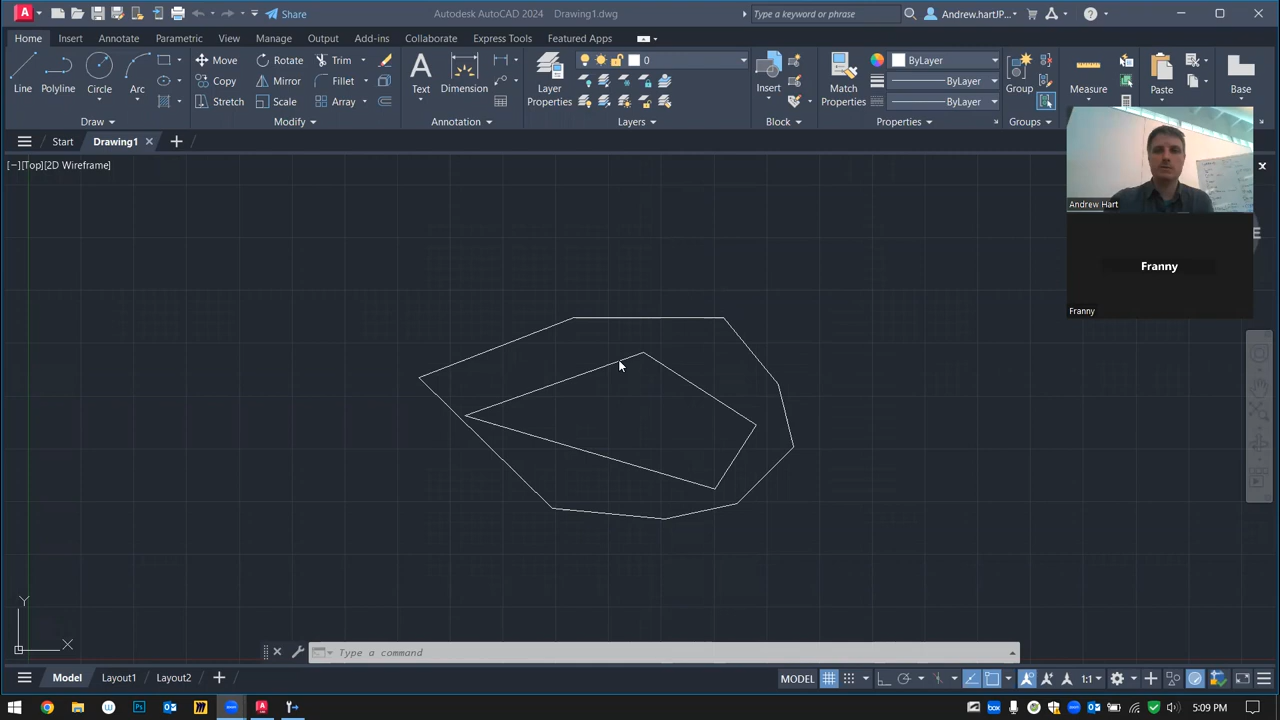 Share
Autodesk AutoCAD 2024 Drawing1.dwg
Type a keyword or phrase
Andrew.hartJP...
Home Insert Annotate Parametric View Manage Output Add-ins Collaborate Express Tools Featured Apps
Line Polyline Circle Arc
Move Rotate Trim
Copy Mirror Fillet
Stretch Scale Array
Text Dimension
Layer Properties
0
Insert
Match Properties
ByLayer
ByLayer
ByLayer
Group
Measure
Paste
Base
Draw Modify Annotation Layers Block Properties Groups
Start Drawing1
[−][Top][2D Wireframe]
Andrew Hart
Franny
Franny
Y
X
Type a command
Model Layout1 Layout2
MODEL
1:1
5:09 PM